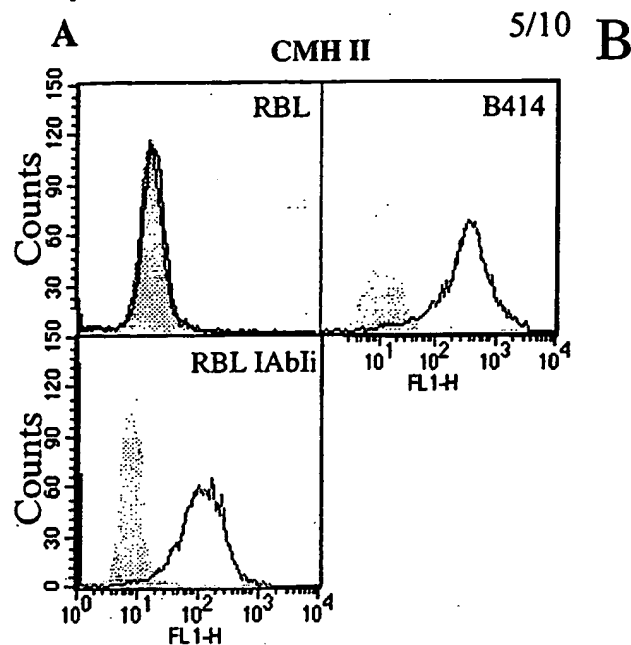 A
CMH II
5/10
B
Counts
150
120
90
60
30
RBL
B414
10¹ 10² 10³ 10⁴
FL1-H
Counts
150
120
90
60
30
0
RBL IAbIi
10⁰ 10¹ 10² 10³ 10⁴
FL1-H